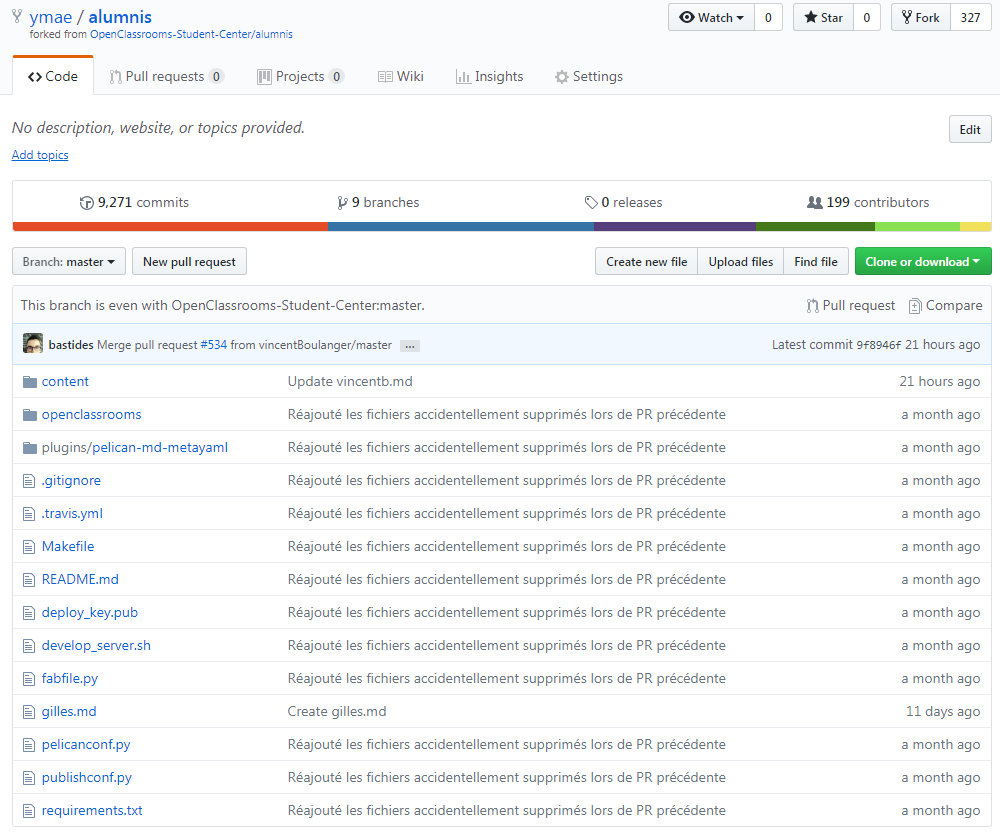 ymae / alumnis
Watch 0 Star 0 Fork 327
forked from OpenClassrooms-Student-Center/alumnis
Code Pull requests 0 Projects 0 Wiki Insights Settings
No description, website, or topics provided. Edit
Add topics
9,271 commits 9 branches 0 releases 199 contributors
Branch: master New pull request Create new file Upload files Find file Clone or download
This branch is even with OpenClassrooms-Student-Center:master. Pull request Compare
bastides Merge pull request #534 from vincentBoulanger/master ... Latest commit 9f8946f 21 hours ago
content Update vincentb.md 21 hours ago
openclassrooms Réajouté les fichiers accidentellement supprimés lors de PR précédente a month ago
plugins/pelican-md-metayaml Réajouté les fichiers accidentellement supprimés lors de PR précédente a month ago
.gitignore Réajouté les fichiers accidentellement supprimés lors de PR précédente a month ago
.travis.yml Réajouté les fichiers accidentellement supprimés lors de PR précédente a month ago
Makefile Réajouté les fichiers accidentellement supprimés lors de PR précédente a month ago
README.md Réajouté les fichiers accidentellement supprimés lors de PR précédente a month ago
deploy_key.pub Réajouté les fichiers accidentellement supprimés lors de PR précédente a month ago
develop_server.sh Réajouté les fichiers accidentellement supprimés lors de PR précédente a month ago
fabfile.py Réajouté les fichiers accidentellement supprimés lors de PR précédente a month ago
gilles.md Create gilles.md 11 days ago
pelicanconf.py Réajouté les fichiers accidentellement supprimés lors de PR précédente a month ago
publishconf.py Réajouté les fichiers accidentellement supprimés lors de PR précédente a month ago
requirements.txt Réajouté les fichiers accidentellement supprimés lors de PR précédente a month ago